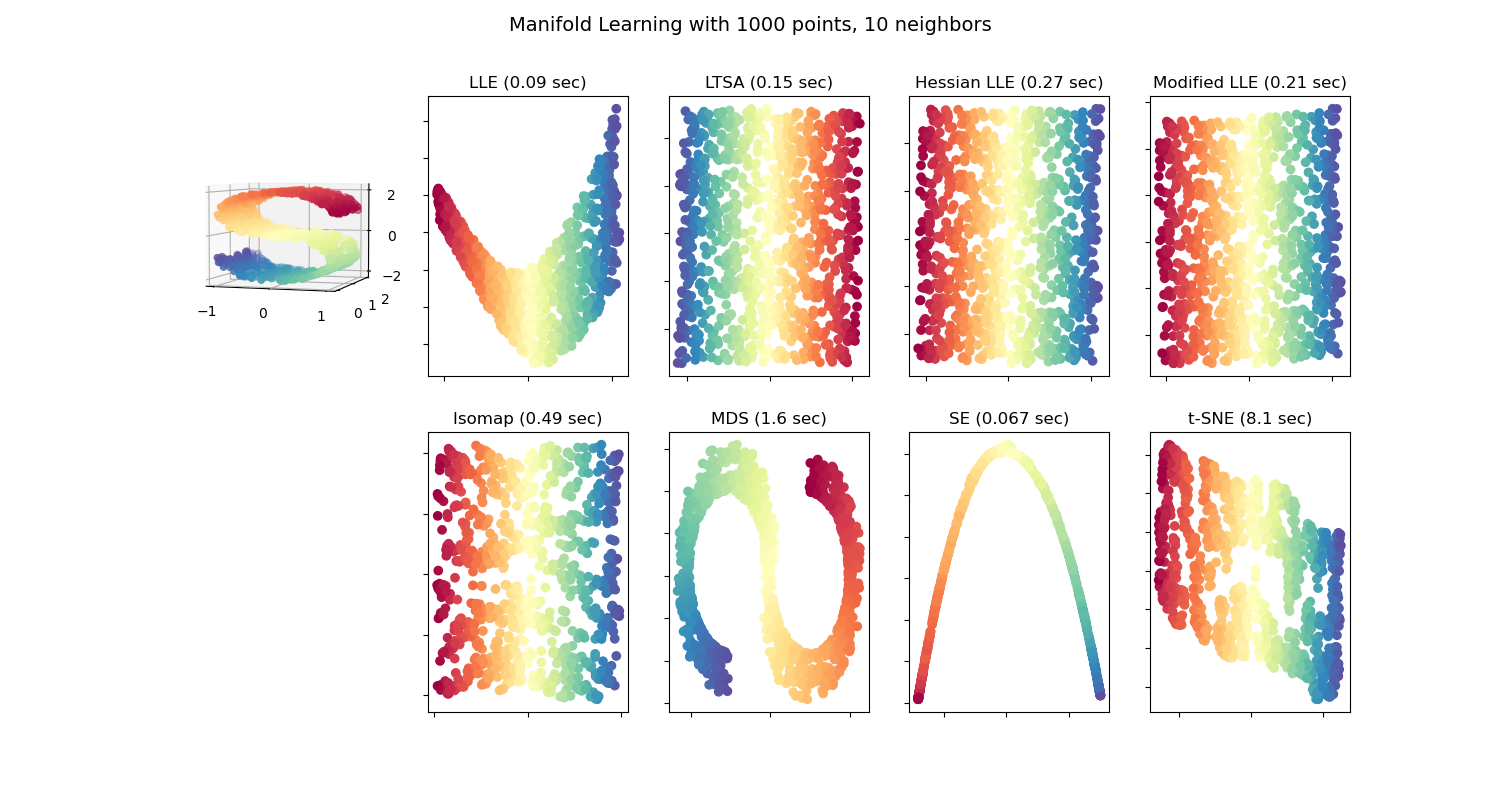 Manifold Learning with 1000 points, 10 neighbors
LLE (0.09 sec)
LTSA (0.15 sec)
Hessian LLE (0.27 sec)
Modified LLE (0.21 sec)
2
0
−2
−1
0
1
0
1
2
Isomap (0.49 sec)
MDS (1.6 sec)
SE (0.067 sec)
t-SNE (8.1 sec)